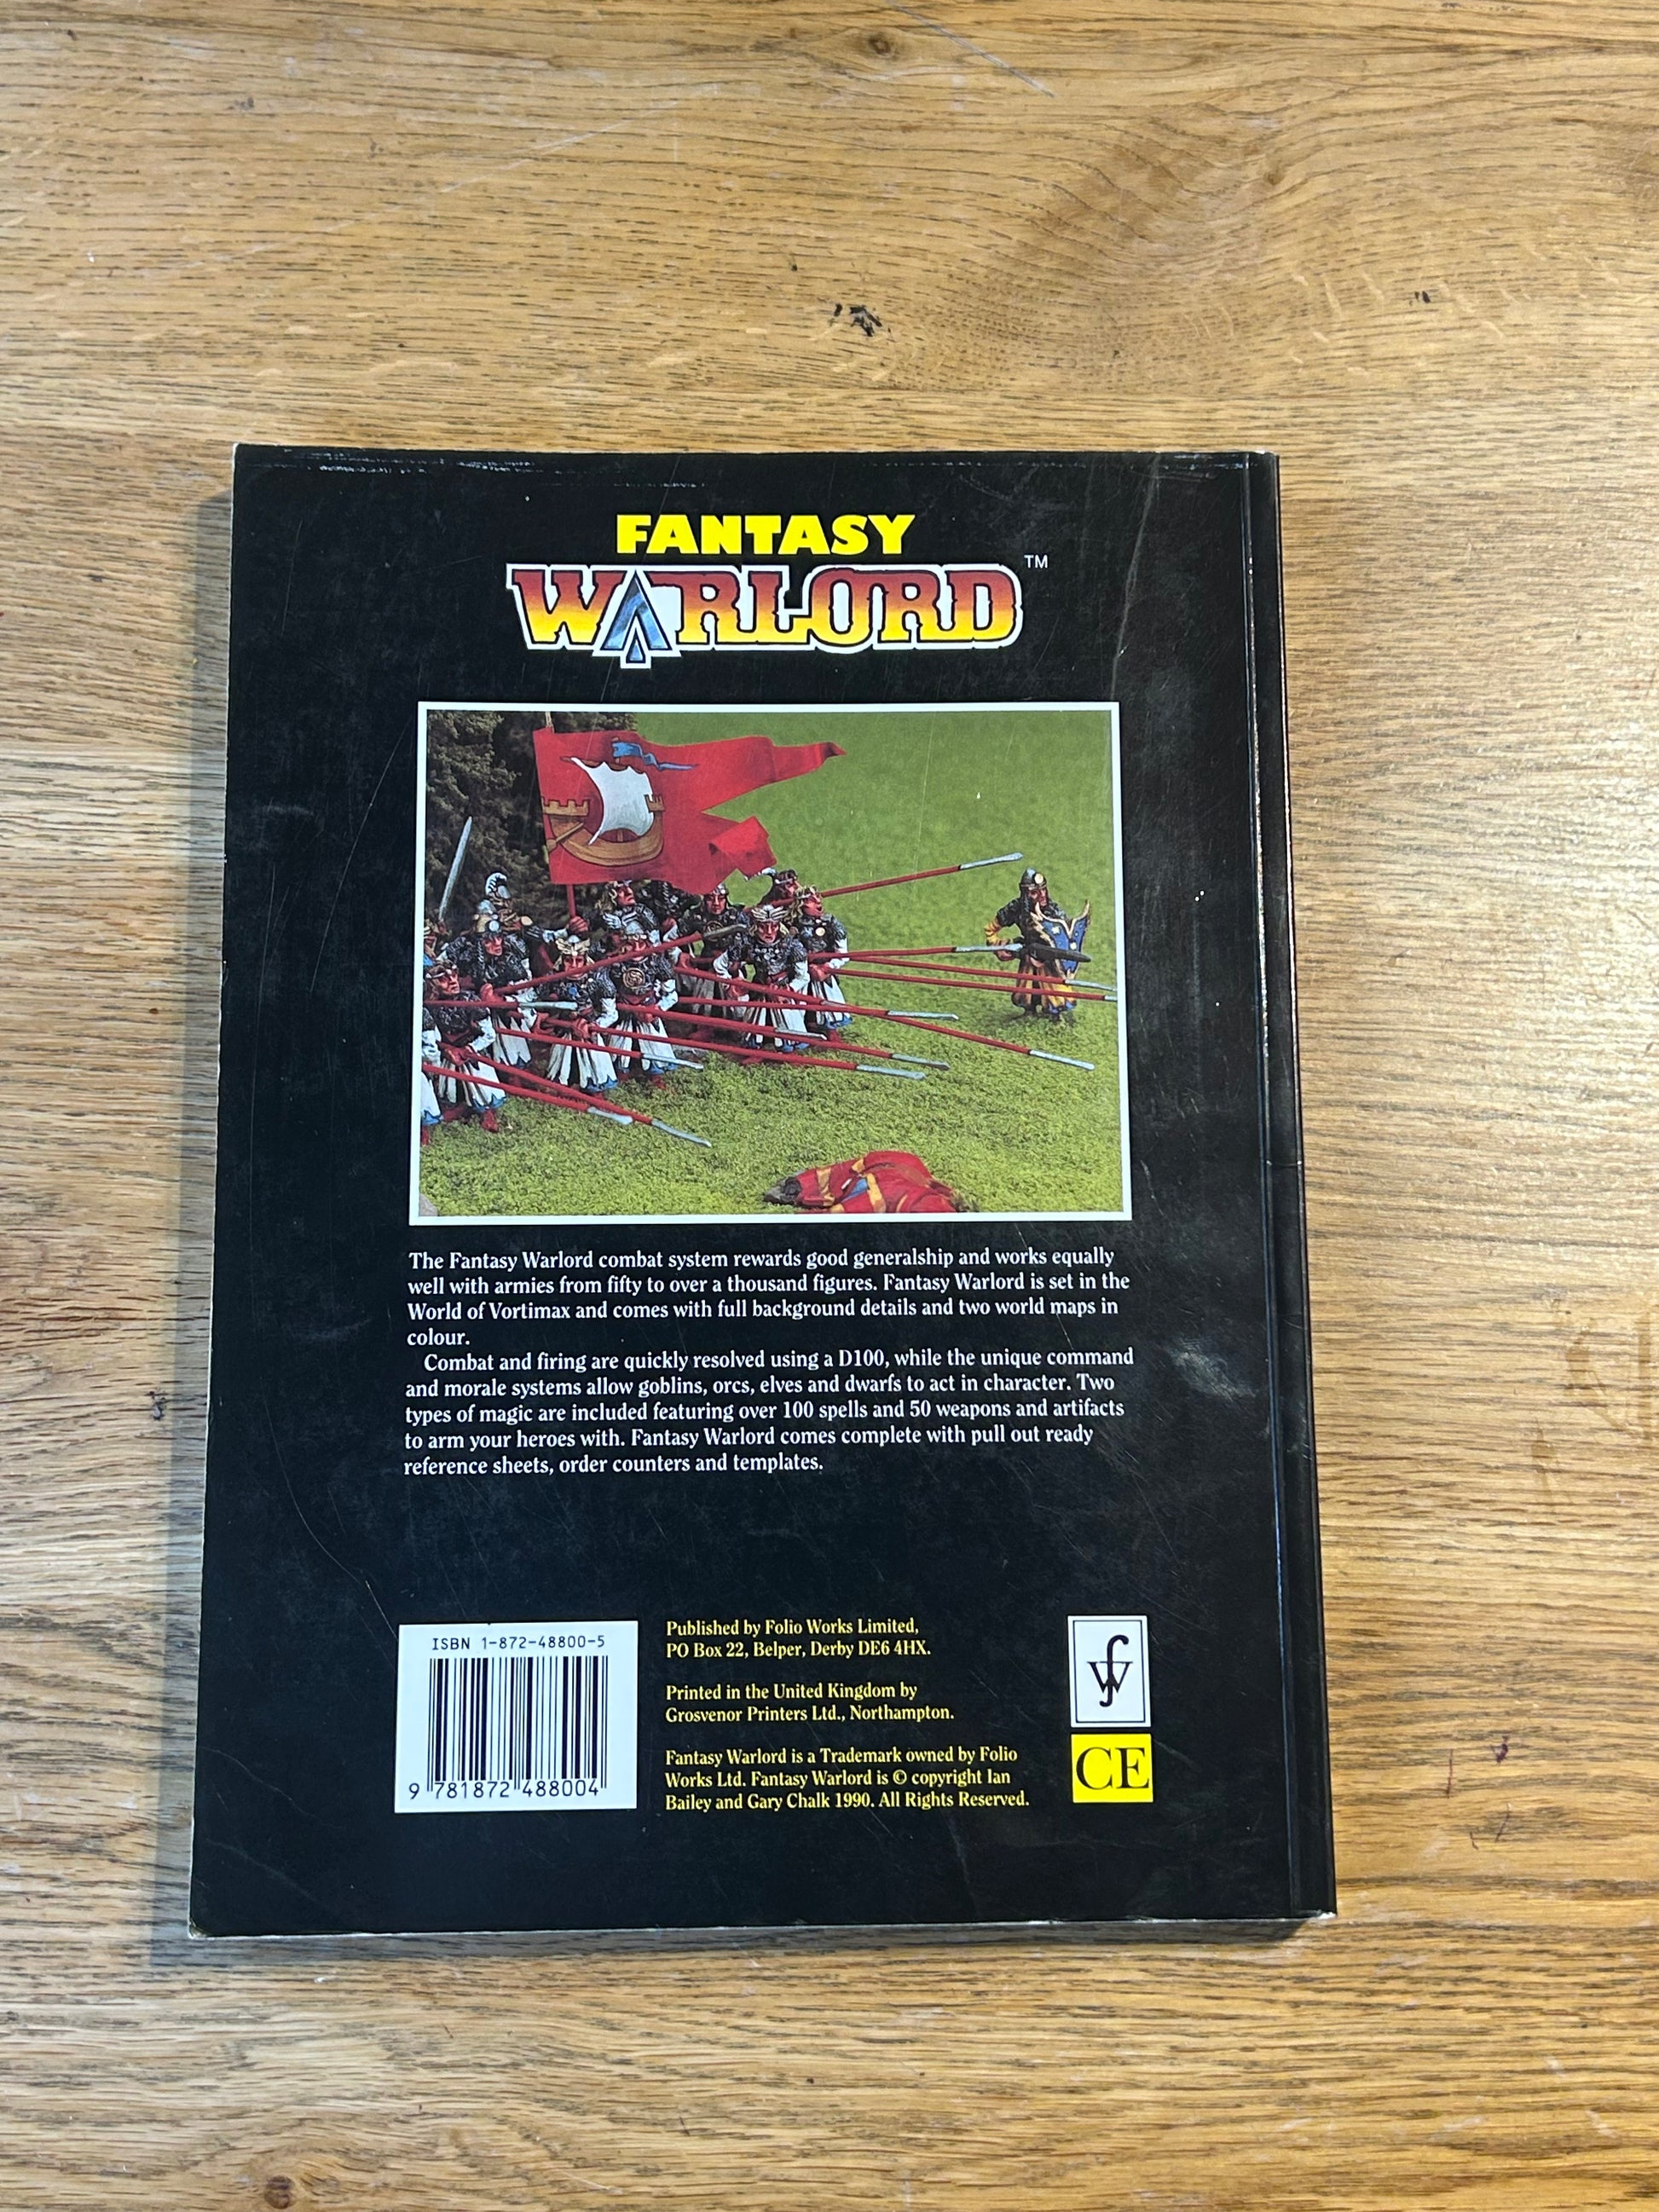 FANTASY
WARLORD™
The Fantasy Warlord combat system rewards good generalship and works equally
well with armies from fifty to over a thousand figures. Fantasy Warlord is set in the
World of Vortimax and comes with full background details and two world maps in
colour.
Combat and firing are quickly resolved using a D100, while the unique command
and morale systems allow goblins, orcs, elves and dwarfs to act in character. Two
types of magic are included featuring over 100 spells and 50 weapons and artifacts
to arm your heroes with. Fantasy Warlord comes complete with pull out ready
reference sheets, order counters and templates.
ISBN 1-872-48800-5
9 781872 488004
Published by Folio Works Limited,
PO Box 22, Belper, Derby DE6 4HX.
Printed in the United Kingdom by
Grosvenor Printers Ltd., Northampton.
Fantasy Warlord is a Trademark owned by Folio
Works Ltd. Fantasy Warlord is © copyright Ian
Bailey and Gary Chalk 1990. All Rights Reserved.
fW
CE